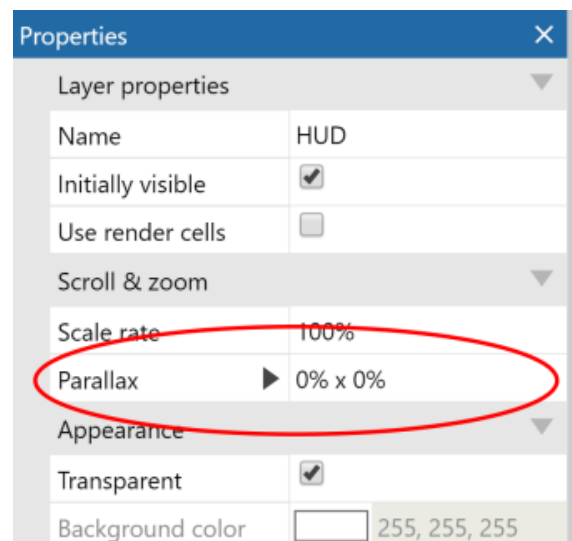 Properties
Layer properties
Name HUD
Initially visible
Use render cells
Scroll & zoom
Scale rate 100%
Parallax 0% x 0%
Appearance
Transparent
Background color 255, 255, 255